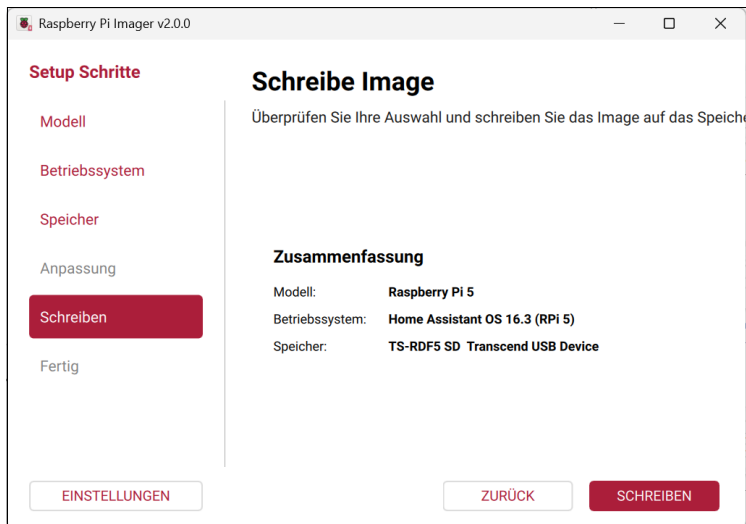 Raspberry Pi Imager v2.0.0
Setup Schritte
Modell
Betriebssystem
Speicher
Anpassung
Schreiben
Fertig
EINSTELLUNGEN
Schreibe Image
Überprüfen Sie Ihre Auswahl und schreiben Sie das Image auf das Speiche
Zusammenfassung
Modell: Raspberry Pi 5
Betriebssystem: Home Assistant OS 16.3 (RPi 5)
Speicher: TS-RDF5 SD Transcend USB Device
ZURÜCK SCHREIBEN